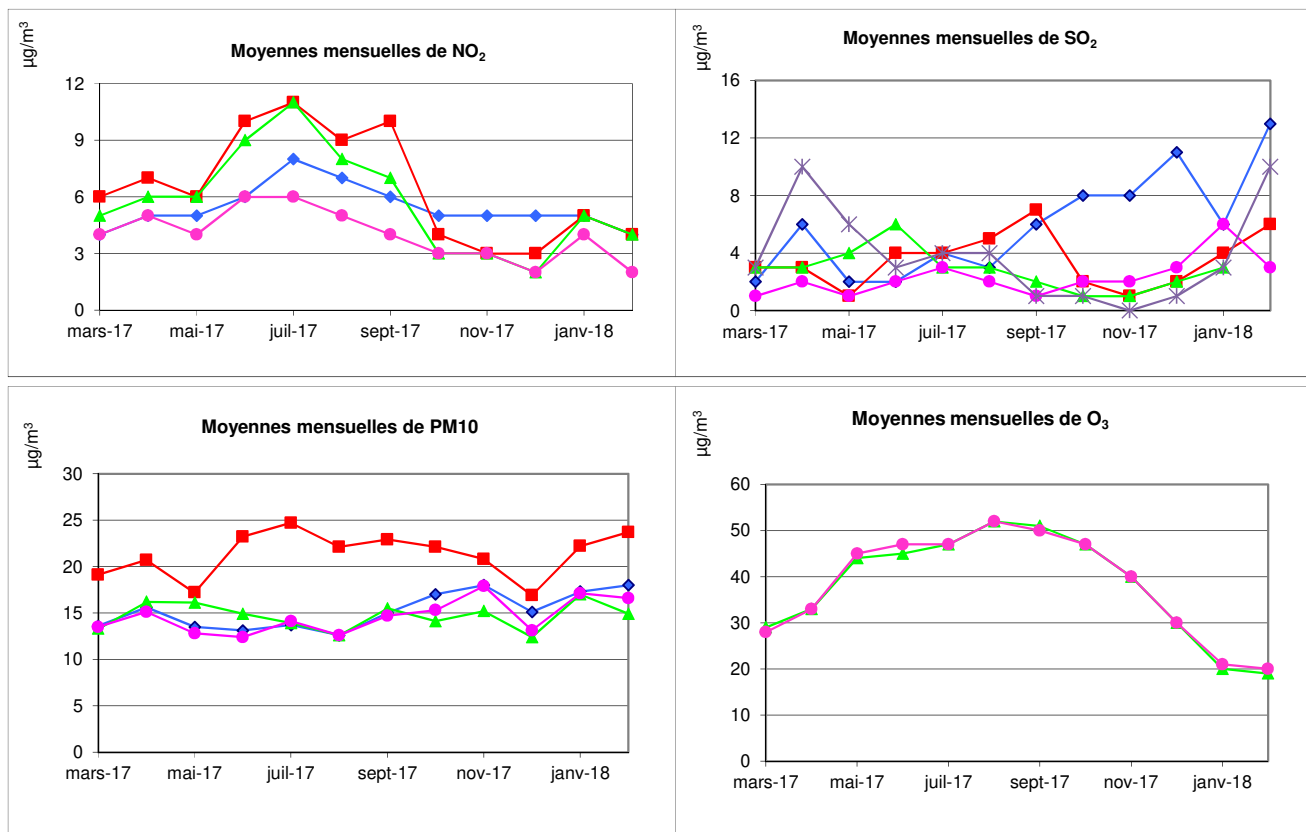 µg/m³
Moyennes mensuelles de NO₂
12
9
6
3
0
mars-17 mai-17 juil-17 sept-17 nov-17 janv-18
µg/m³
Moyennes mensuelles de SO₂
16
12
8
4
0
mars-17 mai-17 juil-17 sept-17 nov-17 janv-18
µg/m³
Moyennes mensuelles de PM10
30
25
20
15
10
5
0
mars-17 mai-17 juil-17 sept-17 nov-17 janv-18
µg/m³
Moyennes mensuelles de O₃
60
50
40
30
20
10
0
mars-17 mai-17 juil-17 sept-17 nov-17 janv-18